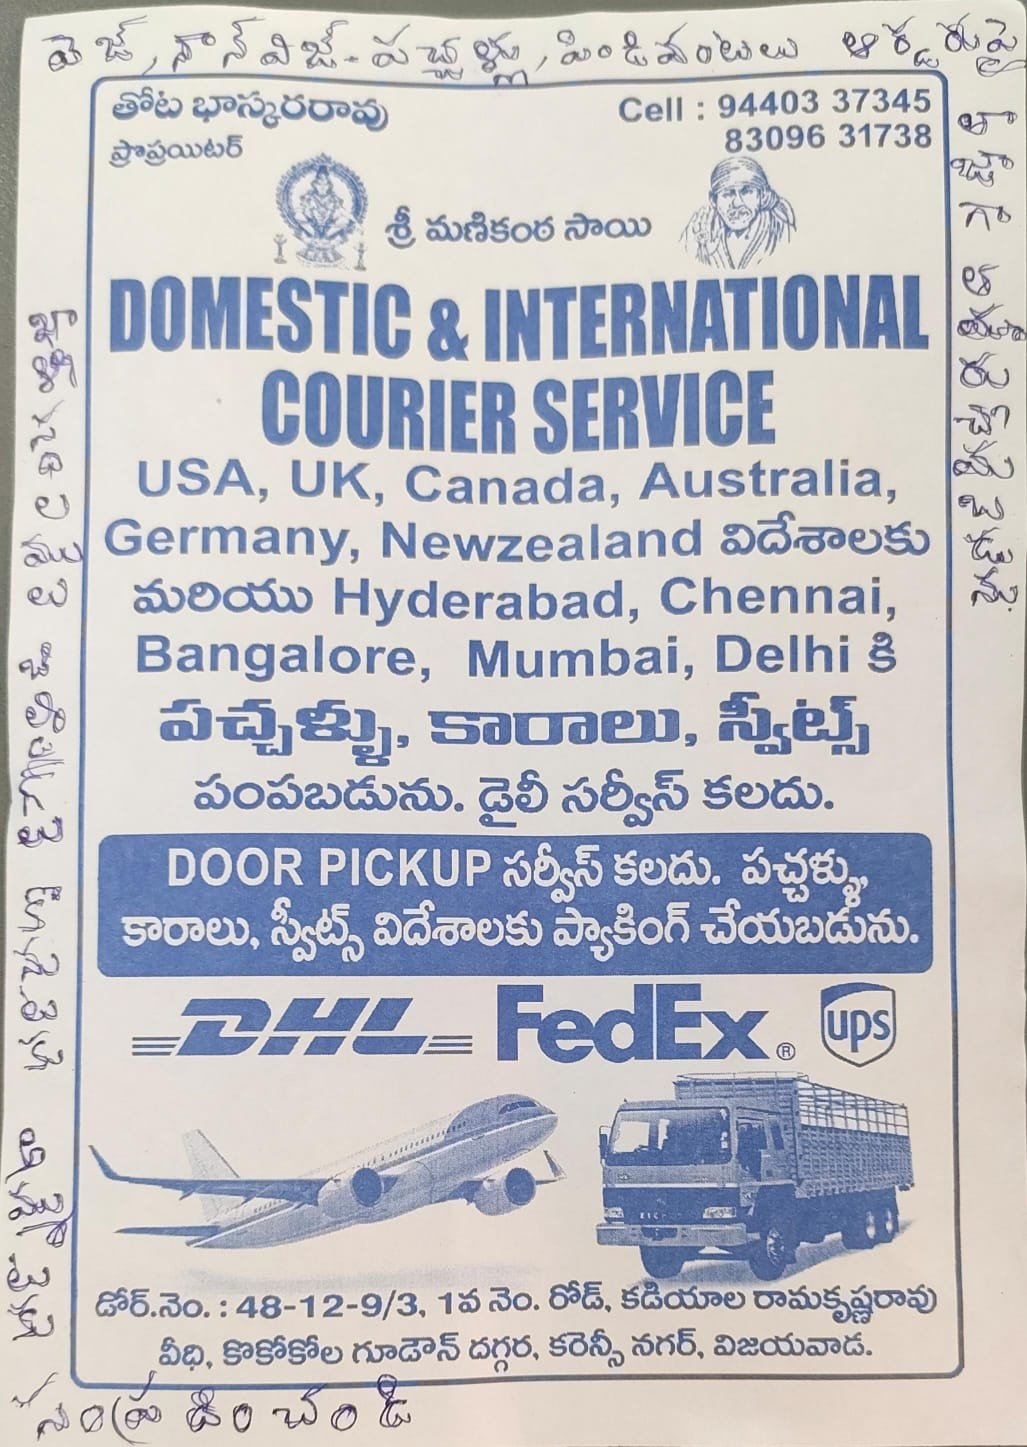 వెజ్, నాన్ వెజ్ - పచ్చళ్ళు, పిండివంటలు ఆర్డరుపై
తాజాగా తయారు చేయబడును.
తోట భాస్కరరావు
ప్రొప్రయిటర్
Cell : 94403 37345
83096 31738
శ్రీ మణికంఠ సాయి
DOMESTIC & INTERNATIONAL
COURIER SERVICE
USA, UK, Canada, Australia,
Germany, Newzealand విదేశాలకు
మరియు Hyderabad, Chennai,
Bangalore, Mumbai, Delhi కి
పచ్చళ్ళు, కారాలు, స్వీట్స్
పంపబడును. డైలీ సర్వీస్ కలదు.
DOOR PICKUP సర్వీస్ కలదు. పచ్చళ్ళు,
కారాలు, స్వీట్స్ విదేశాలకు ప్యాకింగ్ చేయబడును.
DHL FedEx ® ups
డోర్.నెం. : 48-12-9/3, 1వ నెం. రోడ్, కడియాల రామకృష్ణరావు
వీధి, కొకోకోల గూడౌన్ దగ్గర, కరెన్సీ నగర్, విజయవాడ.
సంప్రదించండి